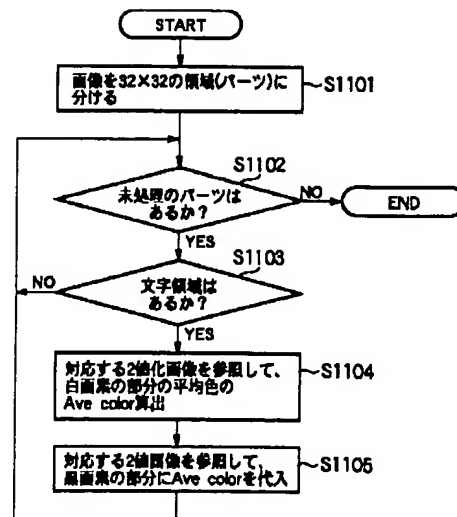 START
画像を32×32の領域(パーツ)に
分ける
S1101
S1102
未処理のパーツは
あるか?
NO
END
YES
S1103
NO
文字領域は
あるか?
YES
対応する2値化画像を参照して、
白画素の部分の平均色の
Ave color算出
S1104
対応する2値画像を参照して、
黒画素の部分にAve colorを代入
S1105